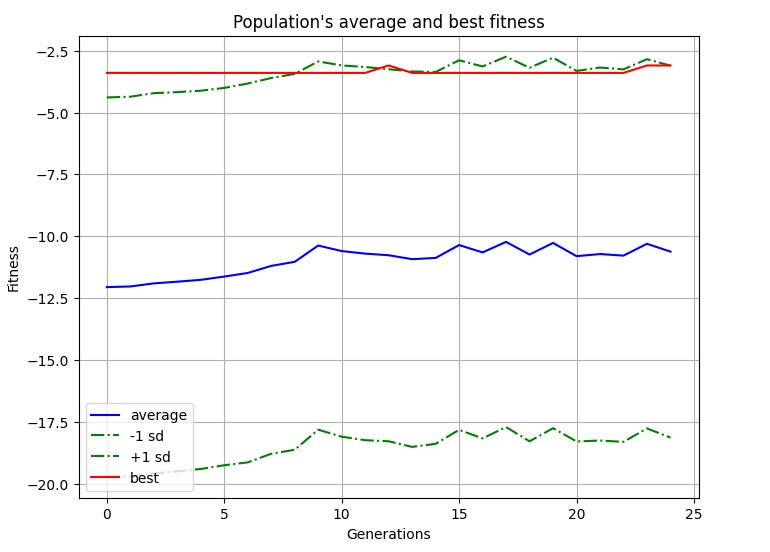 Population's average and best fitness
−2.5
−5.0
−7.5
−10.0
−12.5
−15.0
−17.5
−20.0
Fitness
average
-1 sd
+1 sd
best
0 5 10 15 20 25
Generations